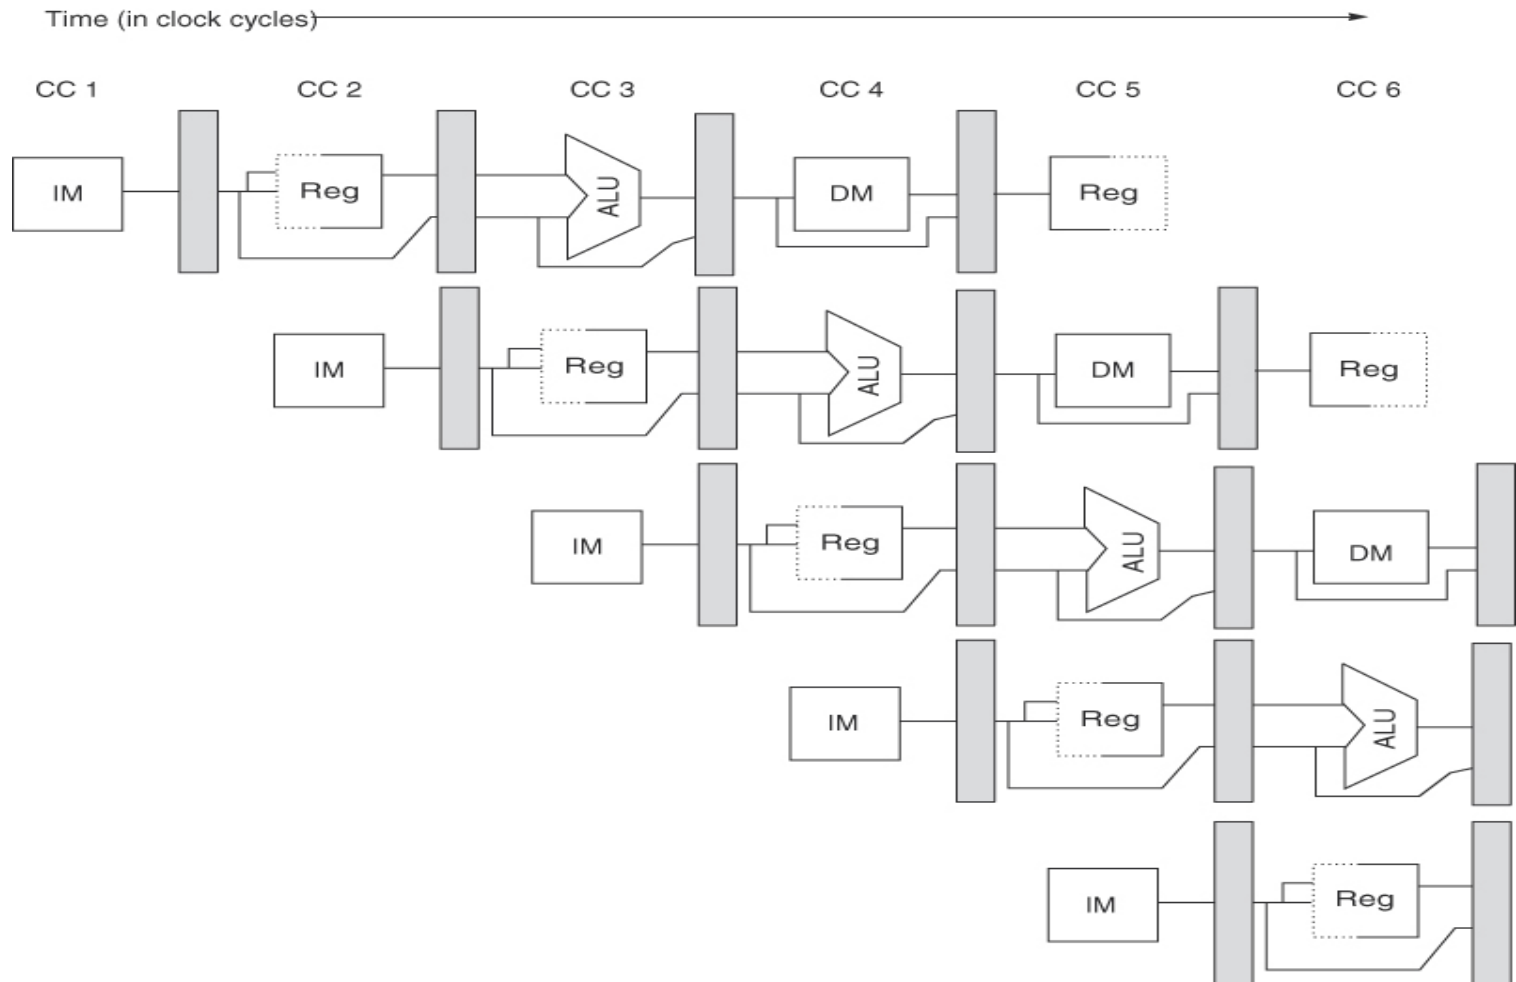 Time (in clock cycles)
CC 1 CC 2 CC 3 CC 4 CC 5 CC 6
IM Reg ALU DM Reg
IM Reg ALU DM Reg
IM Reg ALU DM
IM Reg ALU
IM Reg